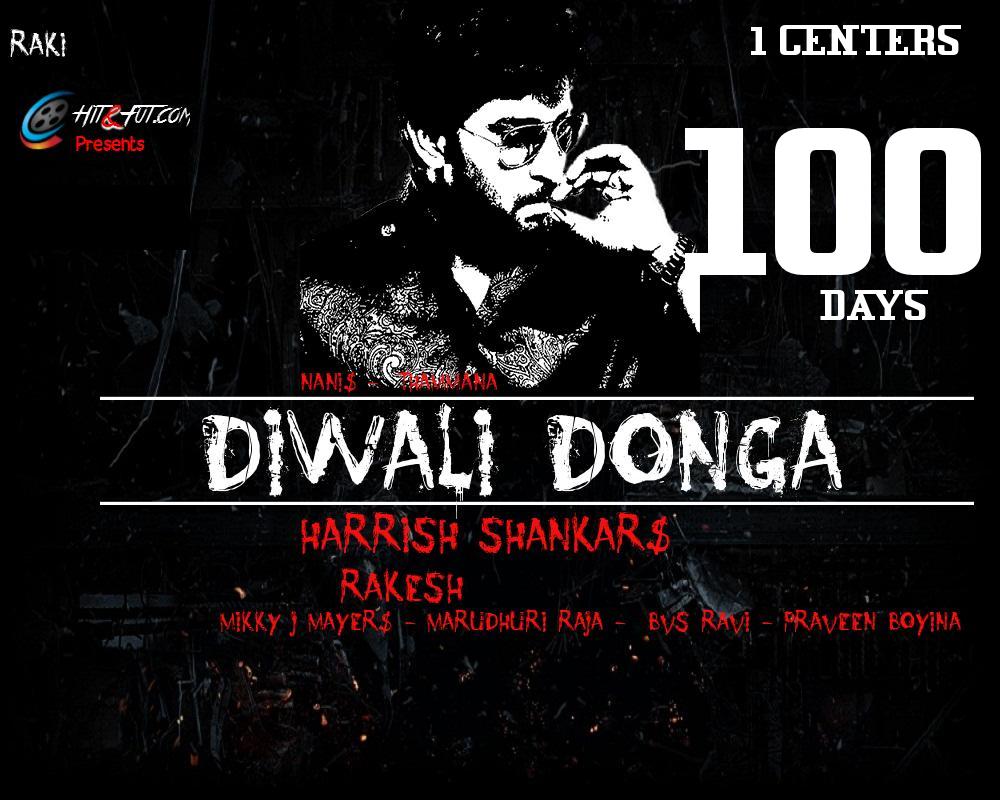 RAKI
1 CENTERS
HIT&FUT.COM
Presents
100
DAYS
NANI$ - THAMMANA
DIWALI DONGA
HARRISH SHANKAR$
RAKESH
MIKKY J MAYER$ - MARUDHURI RAJA - BVS RAVI - PRAVEEN BOYINA